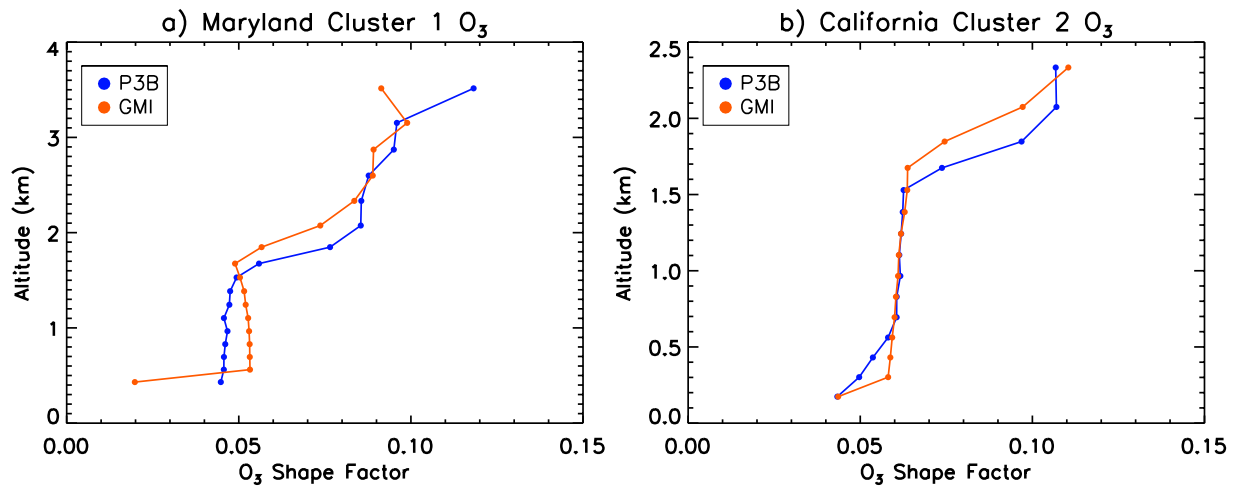 a) Maryland Cluster 1 O₃
4
3
2
1
0
Altitude (km)
P3B
GMI
0.00
0.05
0.10
0.15
O₃ Shape Factor
b) California Cluster 2 O₃
2.5
2.0
1.5
1.0
0.5
0.0
Altitude (km)
P3B
GMI
0.00
0.05
0.10
0.15
O₃ Shape Factor